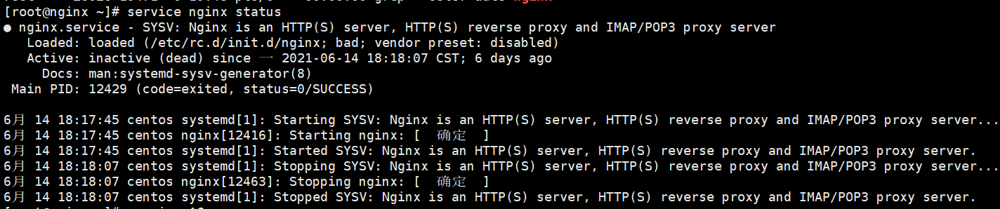 [root@nginx ~]# service nginx status
● nginx.service - SYSV: Nginx is an HTTP(S) server, HTTP(S) reverse proxy and IMAP/POP3 proxy server
   Loaded: loaded (/etc/rc.d/init.d/nginx; bad; vendor preset: disabled)
   Active: inactive (dead) since 一 2021-06-14 18:18:07 CST; 6 days ago
     Docs: man:systemd-sysv-generator(8)
 Main PID: 12429 (code=exited, status=0/SUCCESS)
6月 14 18:17:45 centos systemd[1]: Starting SYSV: Nginx is an HTTP(S) server, HTTP(S) reverse proxy and IMAP/POP3 proxy server...
6月 14 18:17:45 centos nginx[12416]: Starting nginx: [  确定  ]
6月 14 18:17:45 centos systemd[1]: Started SYSV: Nginx is an HTTP(S) server, HTTP(S) reverse proxy and IMAP/POP3 proxy server.
6月 14 18:18:07 centos systemd[1]: Stopping SYSV: Nginx is an HTTP(S) server, HTTP(S) reverse proxy and IMAP/POP3 proxy server...
6月 14 18:18:07 centos nginx[12463]: Stopping nginx: [  确定  ]
6月 14 18:18:07 centos systemd[1]: Stopped SYSV: Nginx is an HTTP(S) server, HTTP(S) reverse proxy and IMAP/POP3 proxy server.